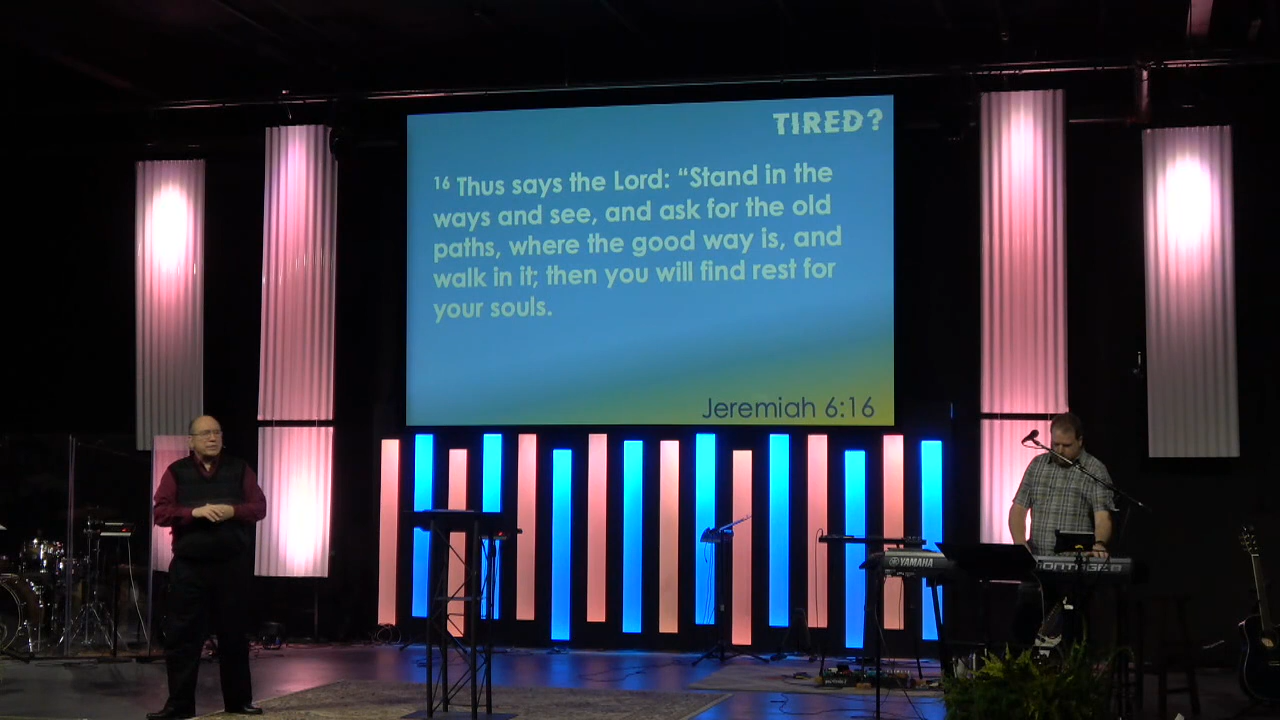 TIRED?
16 Thus says the Lord: “Stand in the
ways and see, and ask for the old
paths, where the good way is, and
walk in it; then you will find rest for
your souls.
Jeremiah 6:16
YAMAHA
MONTAGE8